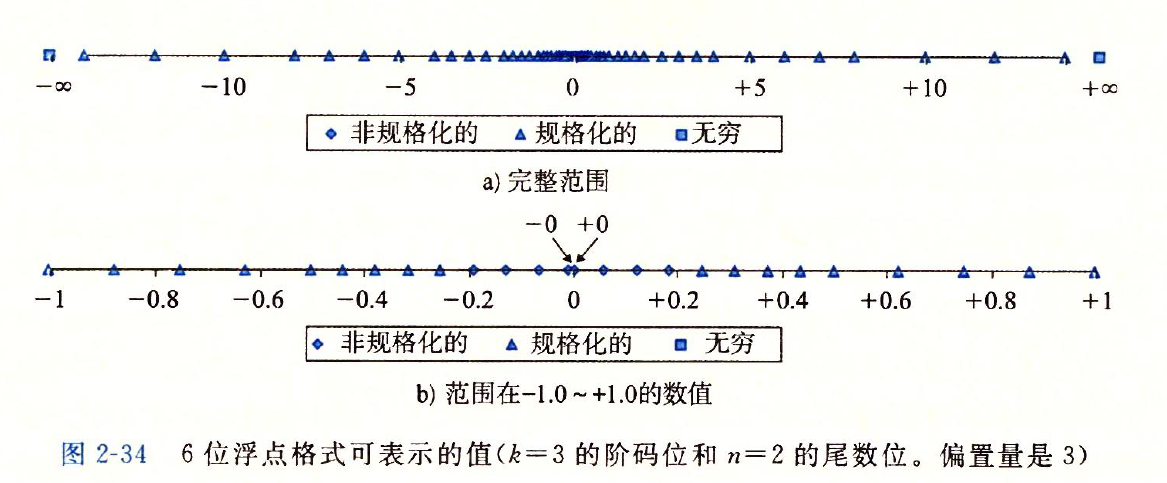 −∞ −10 −5 0 +5 +10 +∞
非规格化的 规格化的 无穷
a) 完整范围
−0 +0
−1 −0.8 −0.6 −0.4 −0.2 0 +0.2 +0.4 +0.6 +0.8 +1
非规格化的 规格化的 无穷
b) 范围在−1.0～+1.0的数值
图 2-34 6 位浮点格式可表示的值(k=3 的阶码位和 n=2 的尾数位。偏置量是 3)